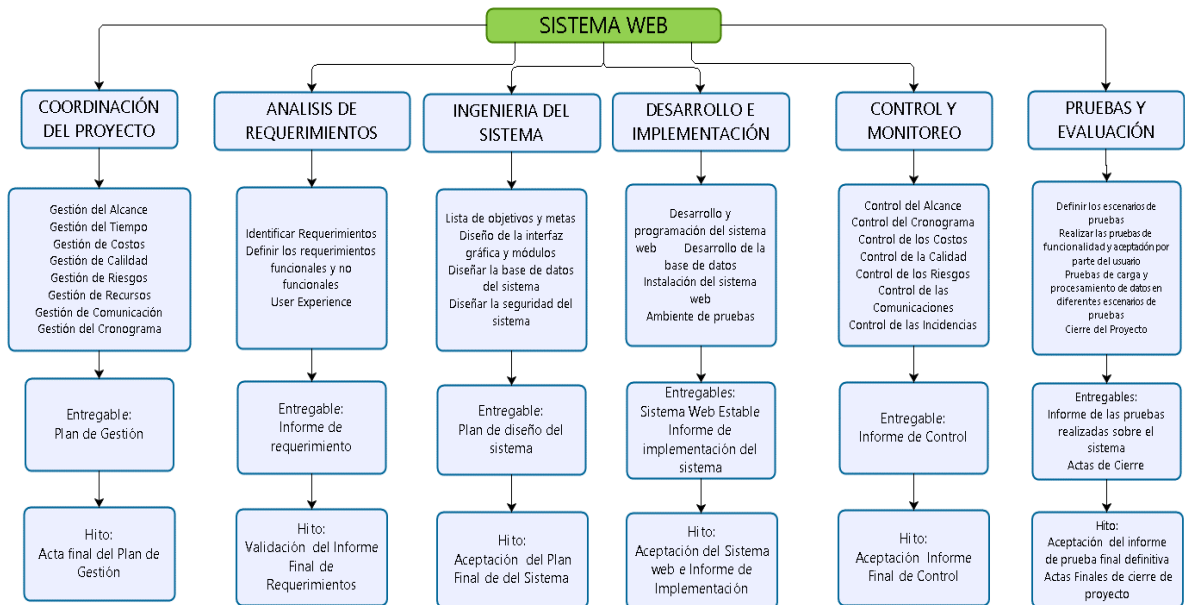 SISTEMA WEB
COORDINACIÓN
DEL PROYECTO
ANALISIS DE
REQUERIMIENTOS
INGENIERIA DEL
SISTEMA
DESARROLLO E
IMPLEMENTACIÓN
CONTROL Y
MONITOREO
PRUEBAS Y
EVALUACIÓN
Gestión del Alcance
Gestión del Tiempo
Gestión de Costos
Gestión de Calildad
Gestión de Riesgos
Gestión de Recursos
Gestión de Comunicación
Gestión del Cronograma
Identificar Requerimientos
Definir los requerimientos
funcionales y no
funcionales
User Experience
Lista de objetivos y metas
Diseño de la interfaz
gráfica y módulos
Diseñar la base de datos
del sistema
Diseñar la seguridad del
sistema
Desarrollo y
programación del sistema
web Desarrollo de la
base de datos
Instalación del sistema
web
Ambiente de pruebas
Control del Alcance
Control del Cronograma
Control de los Costos
Control de la Calidad
Control de los Riesgos
Control de las
Comunicaciones
Control de las Incidencias
Definir los escenarios de
pruebas
Realizar las pruebas de
funcionalidad y aceptación por
parte del usuario
Pruebas de carga y
procesamiento de datos en
diferentes escenarios de
pruebas
Cierre del Proyecto
Entregable:
Plan de Gestión
Entregable:
Informe de
requerimiento
Entregable:
Plan de diseño del
sistema
Entregables:
Sistema Web Estable
Informe de
implementación del
sistema
Entregable:
Informe de Control
Entregables:
Informe de las pruebas
realizadas sobre el
sistema
Actas de Cierre
Hito:
Acta final del Plan de
Gestión
Hito:
Validación del Informe
Final de
Requerimientos
Hito:
Aceptación del Plan
Final de del Sistema
Hito:
Aceptación del Sistema
web e Informe de
Implementación
Hito:
Aceptación Informe
Final de Control
Hito:
Aceptación del informe
de prueba final definitiva
Actas Finales de cierre de
proyecto